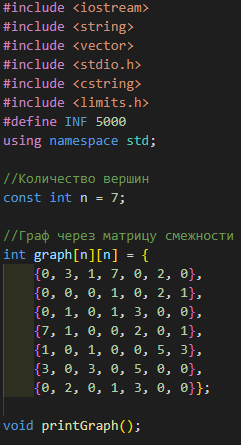 #include <iostream>
#include <string>
#include <vector>
#include <stdio.h>
#include <cstring>
#include <limits.h>
#define INF 5000
using namespace std;
//Количество вершин
const int n = 7;
//Граф через матрицу смежности
int graph[n][n] = {
{0, 3, 1, 7, 0, 2, 0},
{0, 0, 0, 1, 0, 2, 1},
{0, 1, 0, 1, 3, 0, 0},
{7, 1, 0, 0, 2, 0, 1},
{1, 0, 1, 0, 0, 5, 3},
{3, 0, 3, 0, 5, 0, 0},
{0, 2, 0, 1, 3, 0, 0}};
void printGraph();